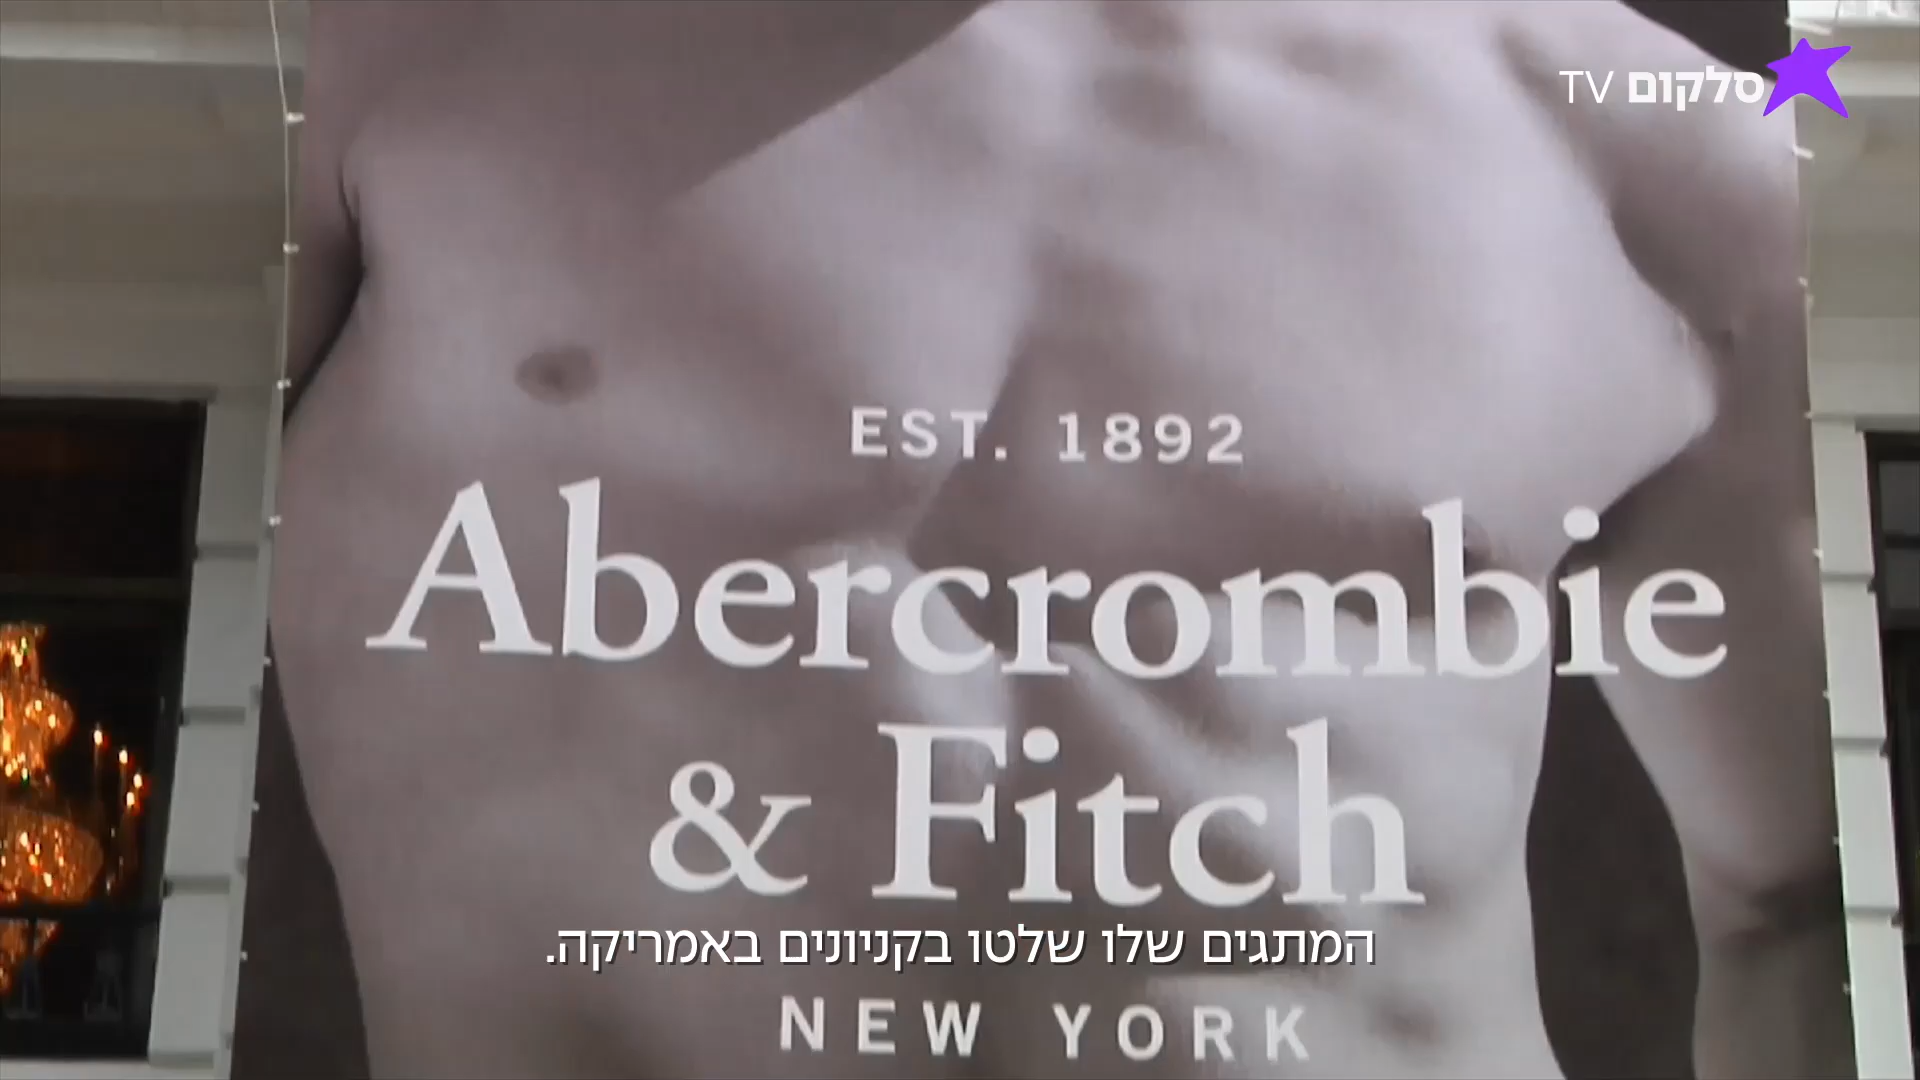 סלקום TV
EST. 1892
Abercrombie
& Fitch
המתגים שלו שלטו בקניונים באמריקה.
NEW YORK